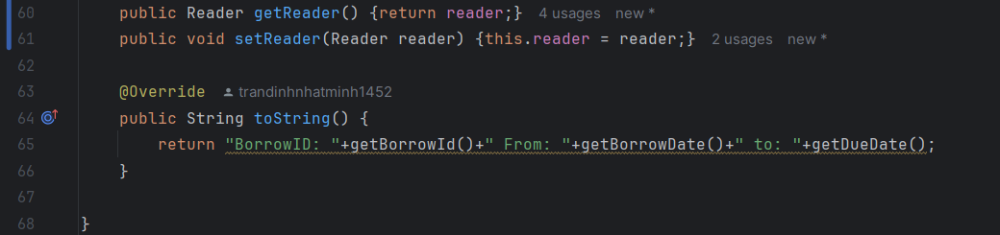 60 public Reader getReader() {return reader;} 4 usages new *
61 public void setReader(Reader reader) {this.reader = reader;} 2 usages new *
62
63 @Override trandinhnhatminh1452
64 public String toString() {
65 return "BorrowID: "+getBorrowId()+" From: "+getBorrowDate()+" to: "+getDueDate();
66 }
67
68 }